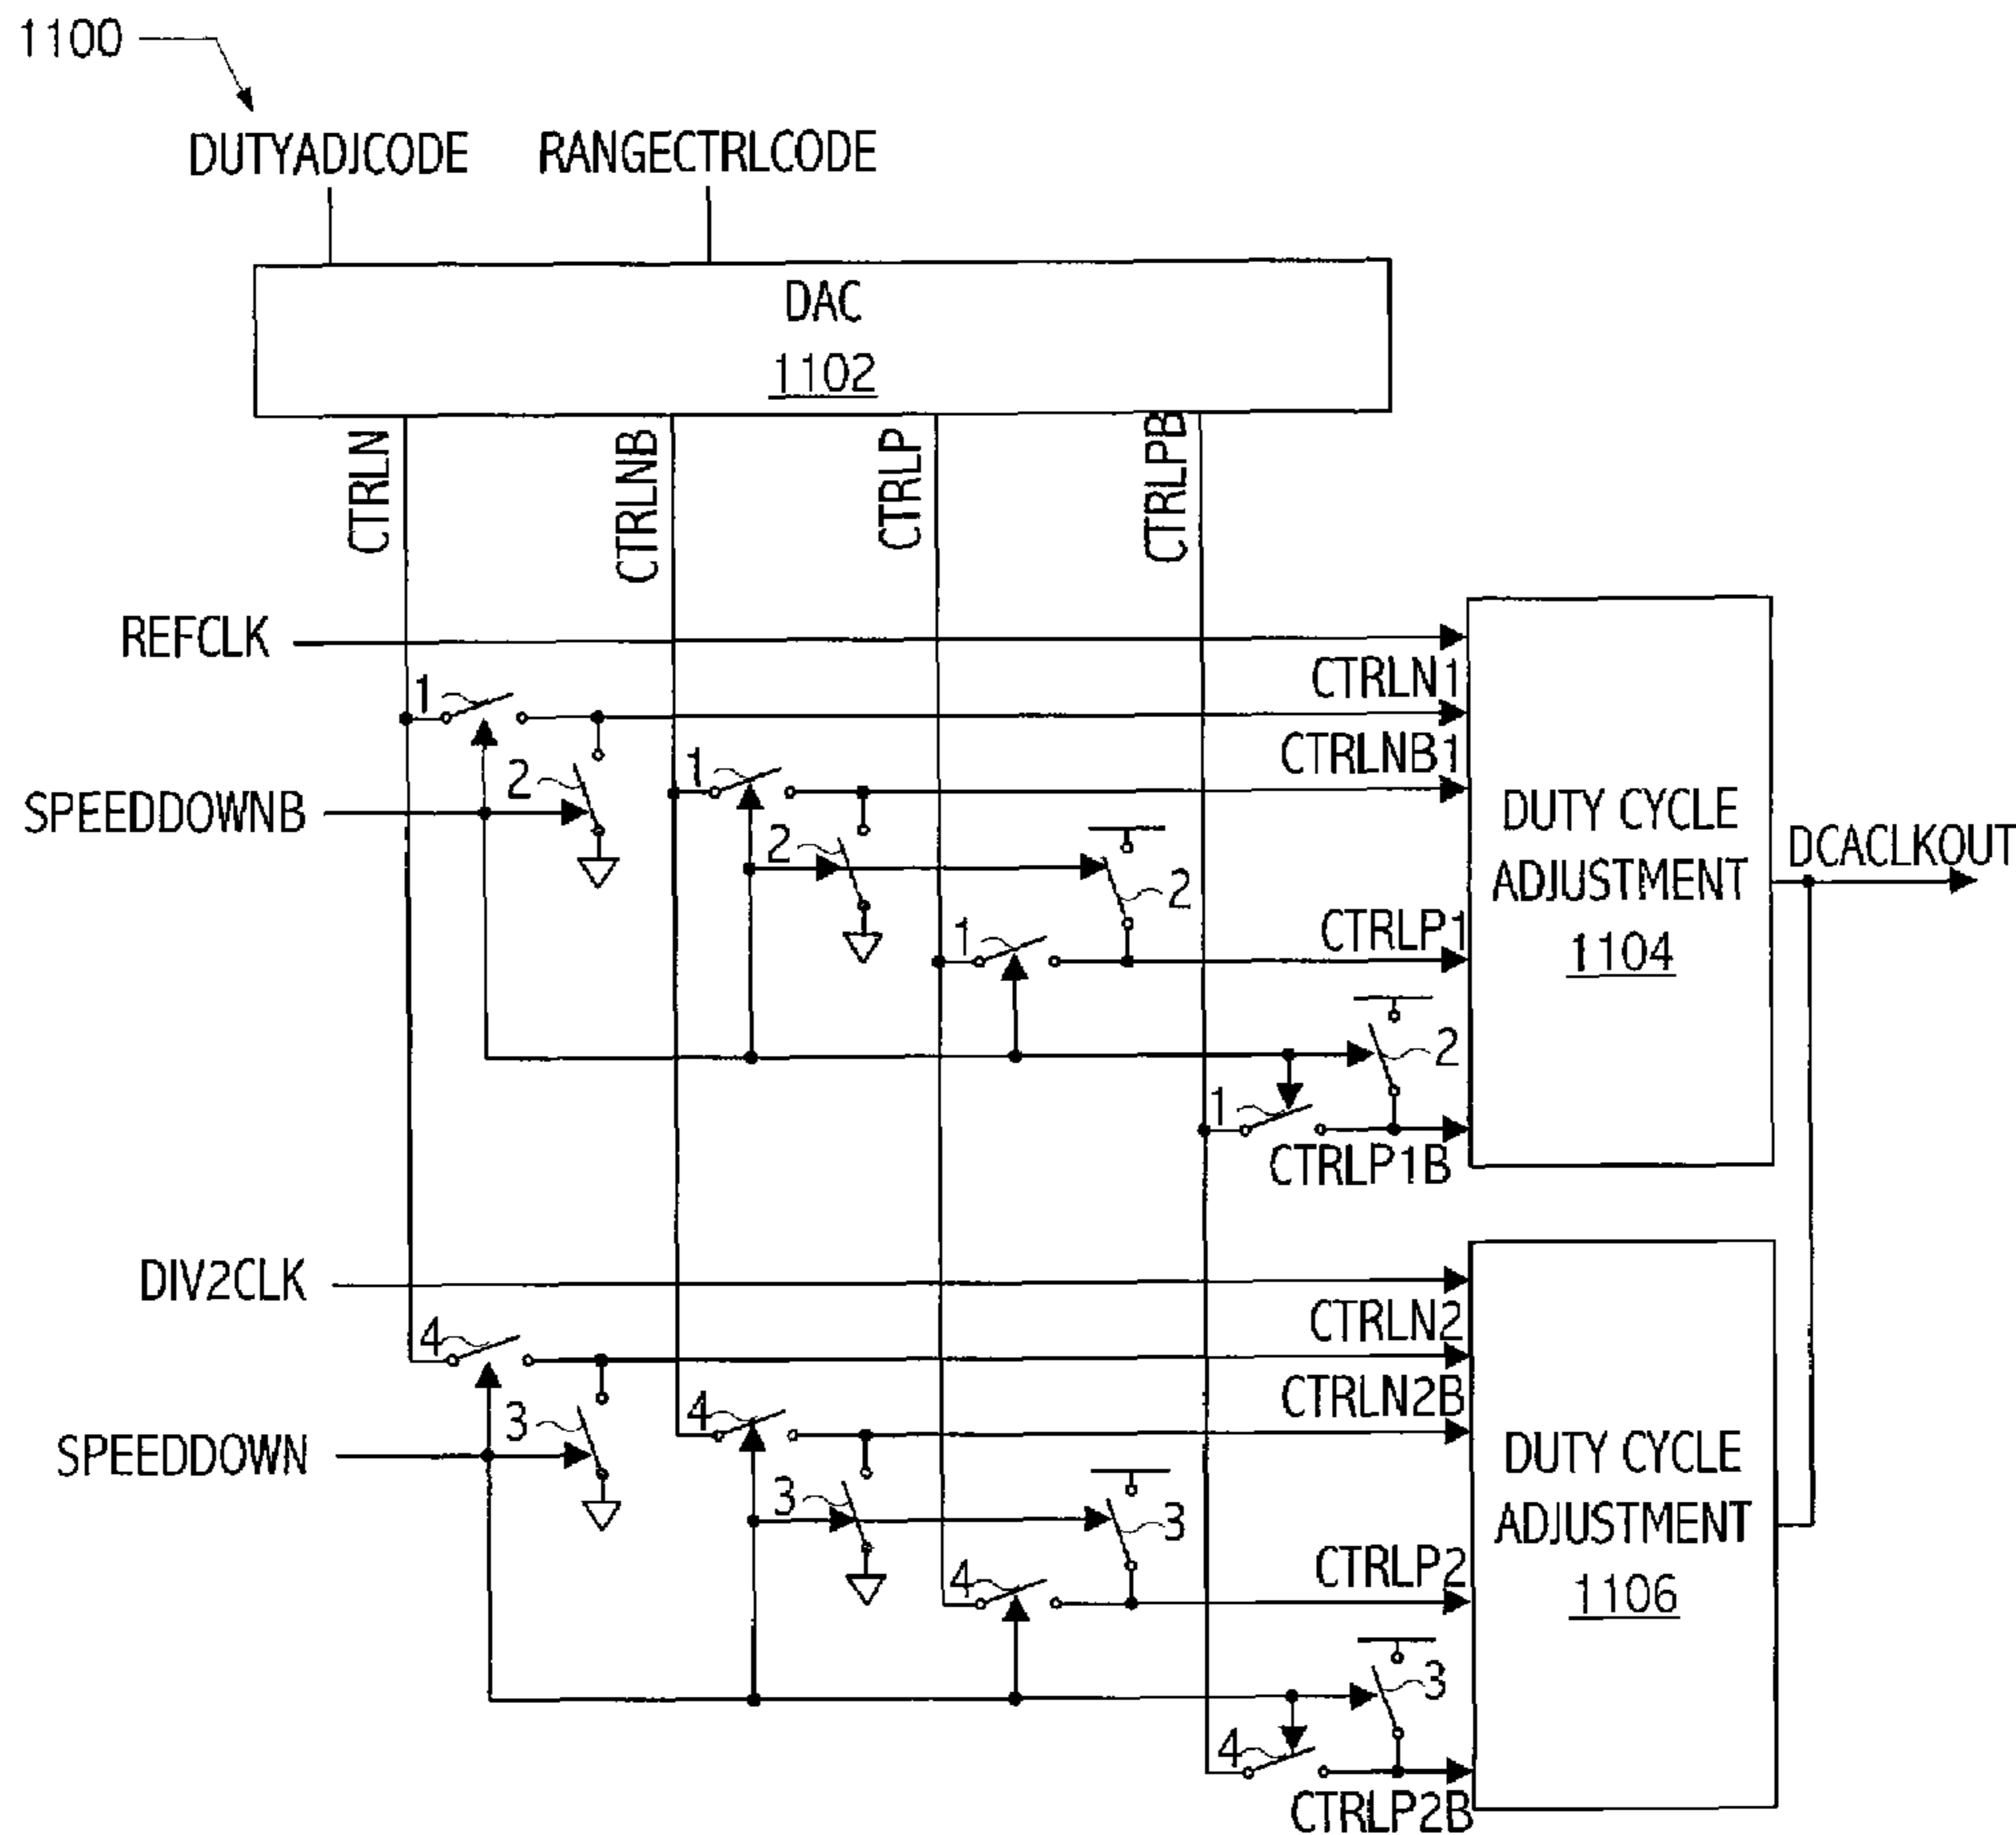 1100
DUTYADJCODE RANGECTRLCODE
DAC
1102
CTRLN CTRLNB CTRLP CTRLPB
REFCLK
CTRLN1
1
CTRLNB1
SPEEDDOWNB 2 1
DUTY CYCLE
ADJUSTMENT
1104
DCACLKOUT
2 2
1 CTRLP1
2
1
CTRLP1B
DIV2CLK
CTRLN2
4
CTRLN2B
SPEEDDOWN 3 4
DUTY CYCLE
ADJUSTMENT
1106
3 3
4 CTRLP2
3
4
CTRLP2B